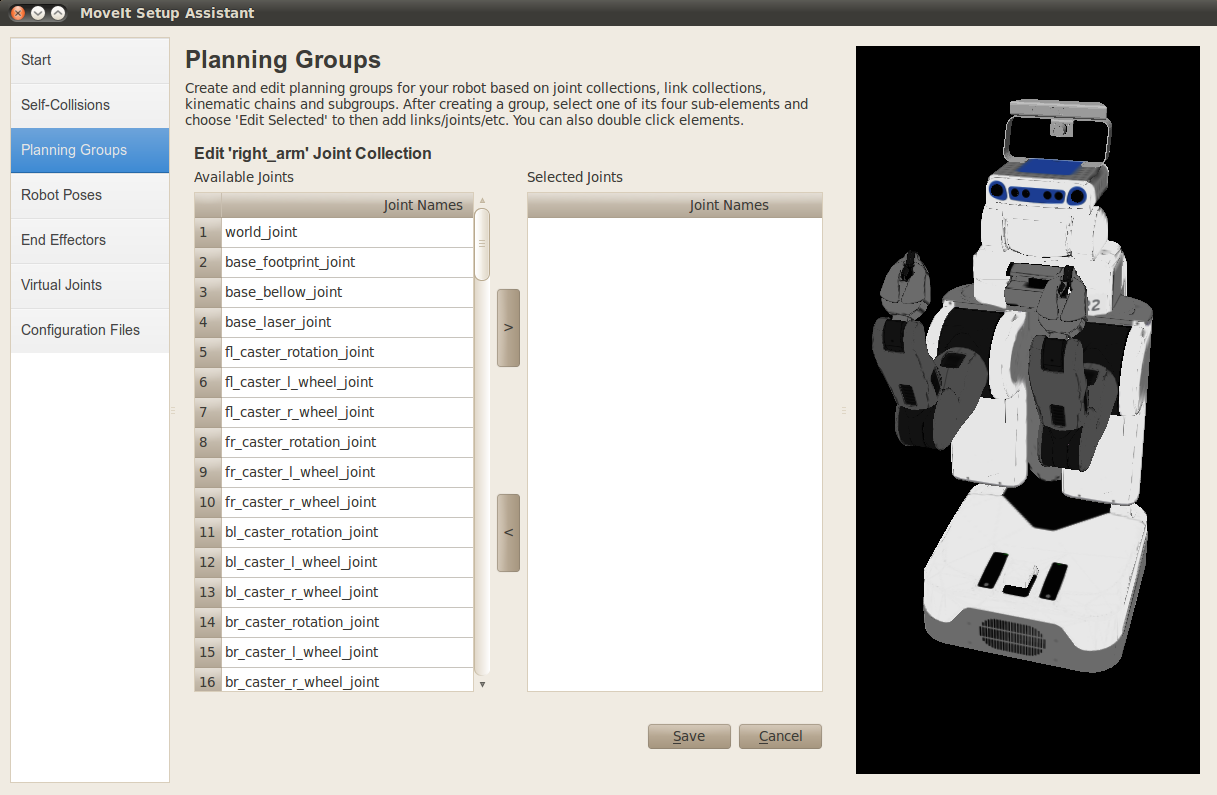 MoveIt Setup Assistant
Start
Self-Collisions
Planning Groups
Robot Poses
End Effectors
Virtual Joints
Configuration Files
Planning Groups
Create and edit planning groups for your robot based on joint collections, link collections,
kinematic chains and subgroups. After creating a group, select one of its four sub-elements and
choose 'Edit Selected' to then add links/joints/etc. You can also double click elements.
Edit 'right_arm' Joint Collection
Available Joints
Joint Names
1 world_joint
2 base_footprint_joint
3 base_bellow_joint
4 base_laser_joint
5 fl_caster_rotation_joint
6 fl_caster_l_wheel_joint
7 fl_caster_r_wheel_joint
8 fr_caster_rotation_joint
9 fr_caster_l_wheel_joint
10 fr_caster_r_wheel_joint
11 bl_caster_rotation_joint
12 bl_caster_l_wheel_joint
13 bl_caster_r_wheel_joint
14 br_caster_rotation_joint
15 br_caster_l_wheel_joint
16 br_caster_r_wheel_joint
>
<
Selected Joints
Joint Names
Save
Cancel